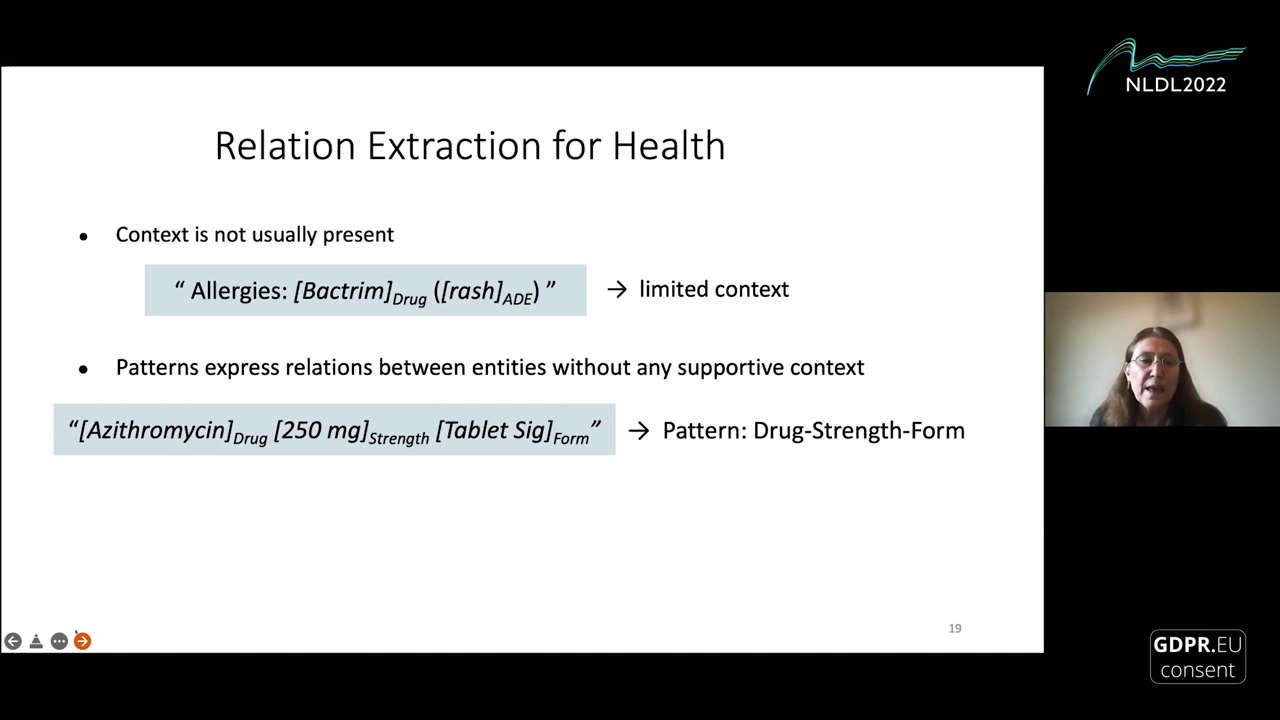 NLDL2022
Relation Extraction for Health
• Context is not usually present
“ Allergies: [Bactrim]Drug ([rash]ADE) ” → limited context
• Patterns express relations between entities without any supportive context
“[Azithromycin]Drug [250 mg]Strength [Tablet Sig]Form” → Pattern: Drug-Strength-Form
19
GDPR.EU
consent